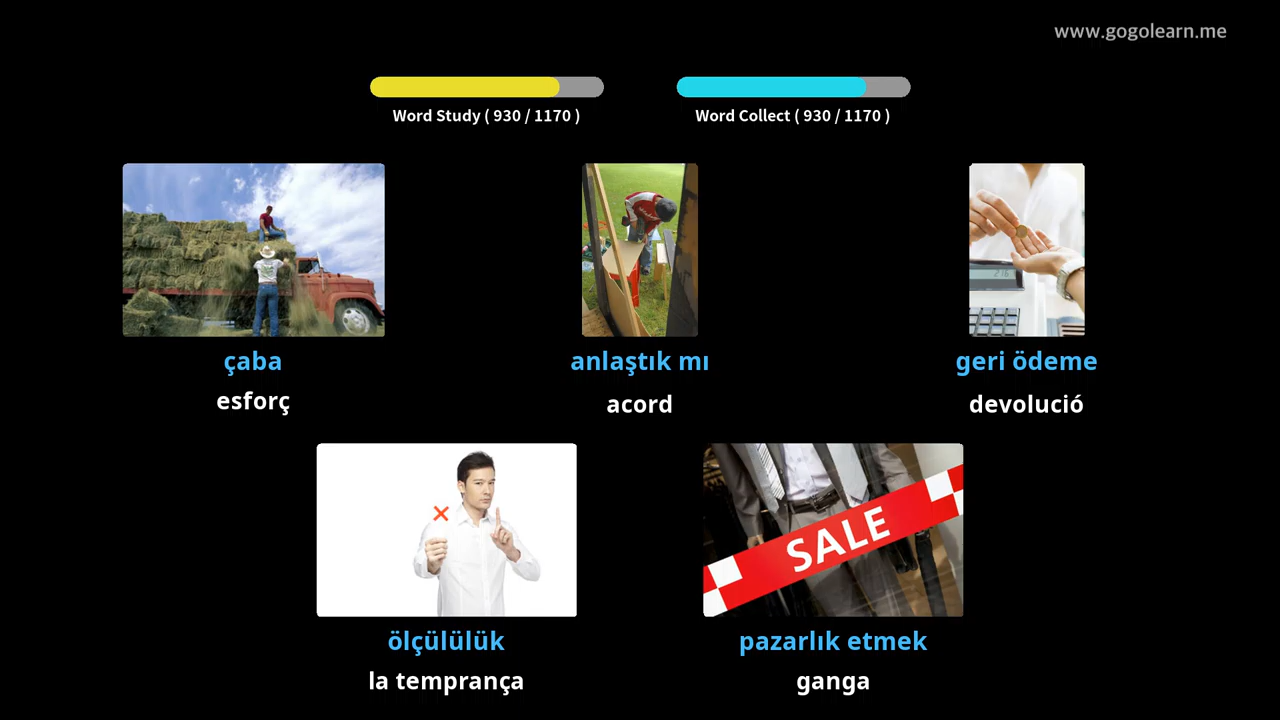 www.gogolearn.me
Word Study ( 930 / 1170 )
Word Collect ( 930 / 1170 )
çaba
esforç
anlaştık mı
acord
geri ödeme
devolució
SALE
ölçülülük
la temprança
pazarlık etmek
ganga